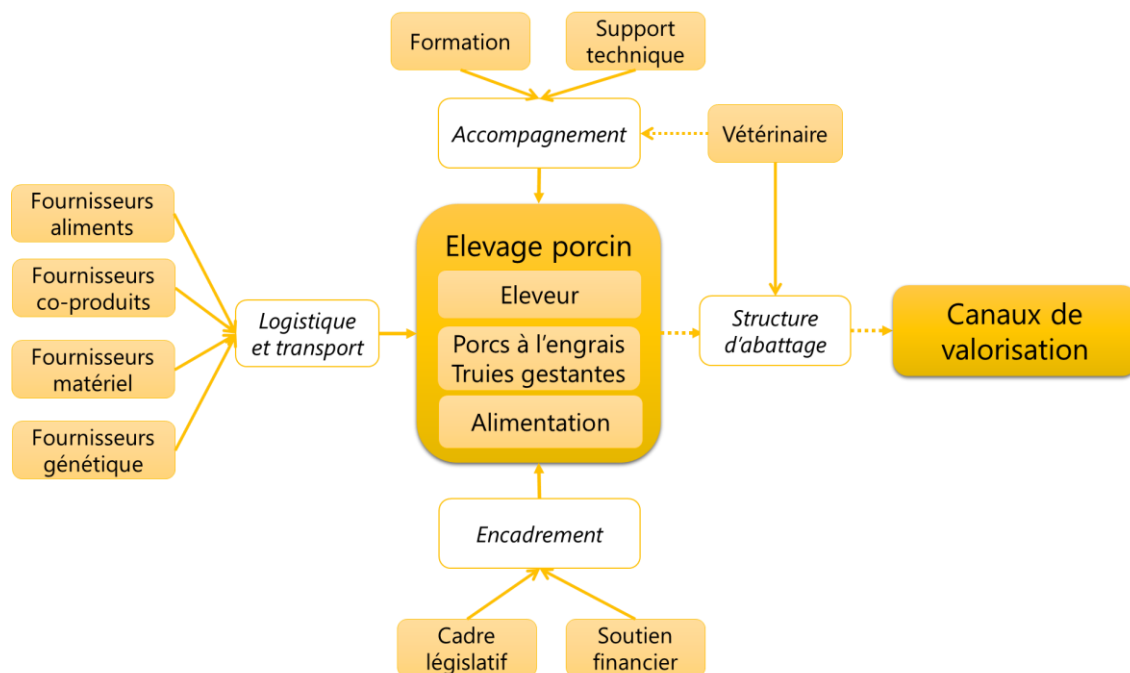 Formation
Support
technique
Accompagnement
Vétérinaire
Fournisseurs
aliments
Fournisseurs
co-produits
Fournisseurs
matériel
Fournisseurs
génétique
Logistique
et transport
Elevage porcin
Eleveur
Porcs à l'engrais
Truies gestantes
Alimentation
Structure
d'abattage
Canaux de
valorisation
Encadrement
Cadre
législatif
Soutien
financier